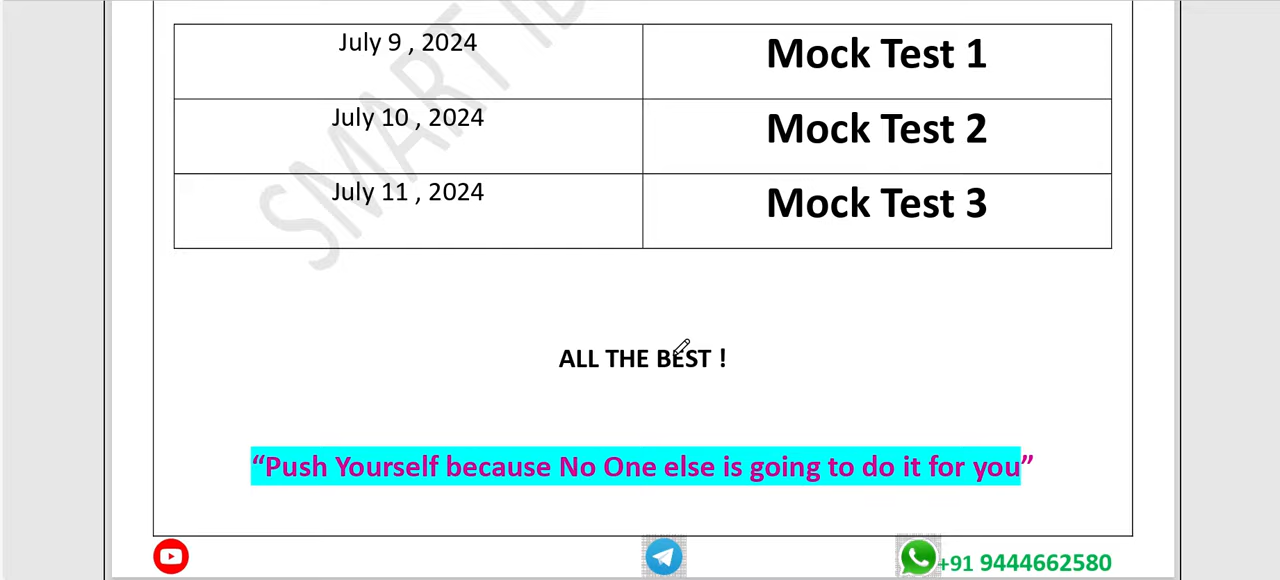 July 9 , 2024
Mock Test 1
July 10 , 2024
Mock Test 2
July 11 , 2024
Mock Test 3
SMART
ALL THE BEST !
“Push Yourself because No One else is going to do it for you”
+91 9444662580